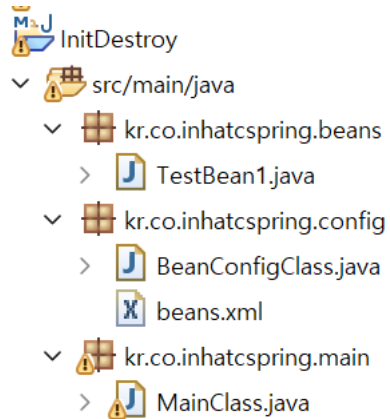 M J
InitDestroy
src/main/java
kr.co.inhatcspring.beans
J TestBean1.java
kr.co.inhatcspring.config
J BeanConfigClass.java
X beans.xml
kr.co.inhatcspring.main
J MainClass.java